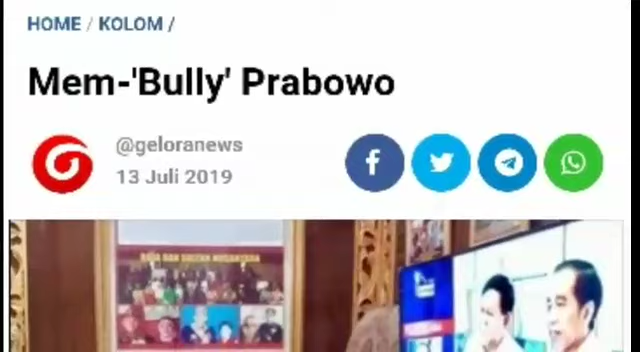 HOME / KOLOM /
Mem-'Bully' Prabowo
@geloranews
13 Juli 2019